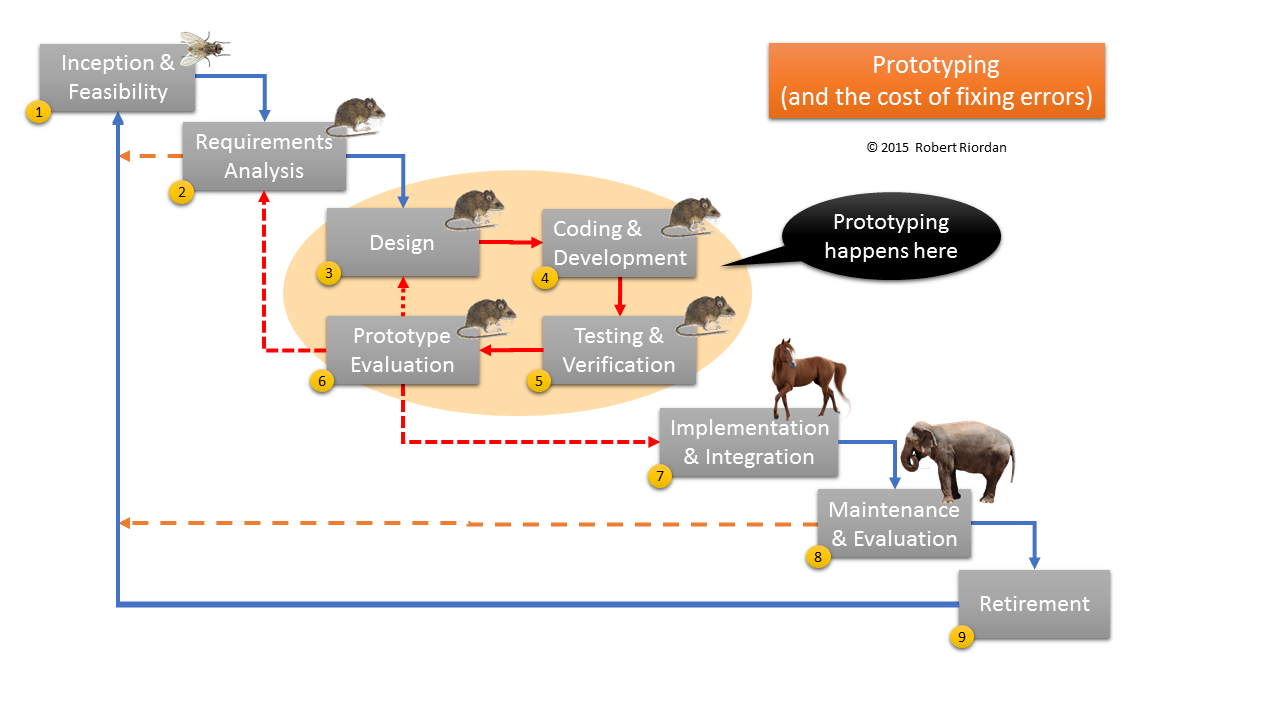 Inception &
Feasibility
1
Prototyping
(and the cost of fixing errors)
© 2015 Robert Riordan
Requirements
Analysis
2
Design
3
Coding &
Development
4
Prototyping
happens here
Prototype
Evaluation
6
Testing &
Verification
5
Implementation
& Integration
7
Maintenance
& Evaluation
8
Retirement
9